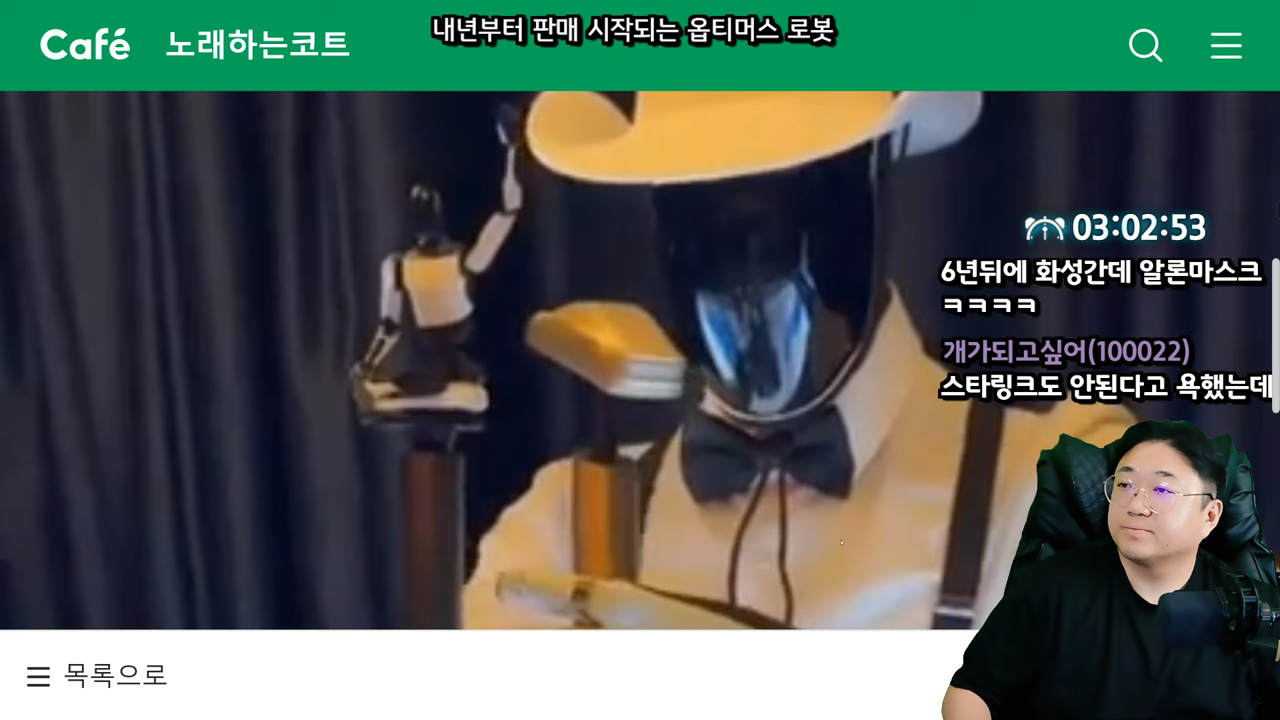 Café 노래하는코트
내년부터 판매 시작되는 옵티머스 로봇
03:02:53
6년뒤에 화성간데 알론마스크
ㅋㅋㅋㅋ
개가되고싶어(100022)
스타링크도 안된다고 욕했는데
목록으로